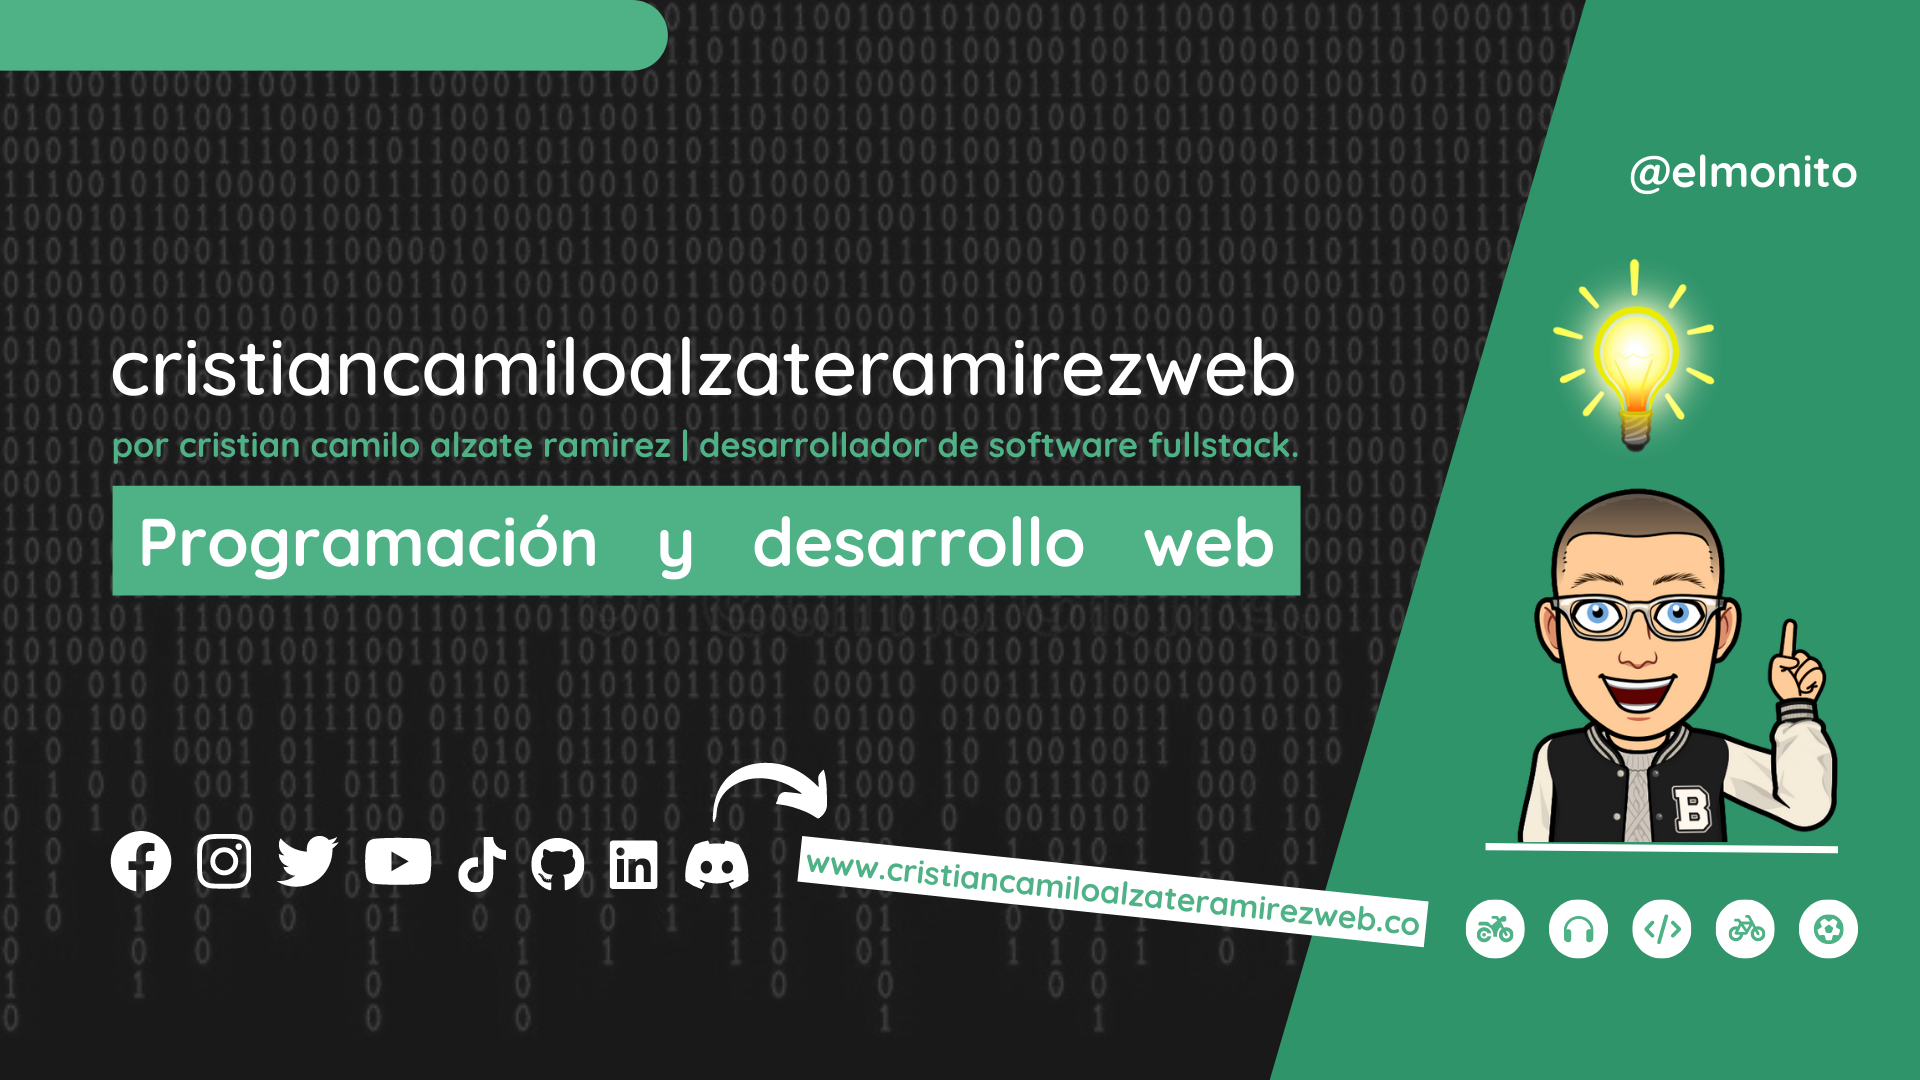 @elmonito
cristiancamiloalzateramirezweb
por cristian camilo alzate ramirez | desarrollador de software fullstack.
Programación y desarrollo web
B
www.cristiancamiloalzateramirezweb.co